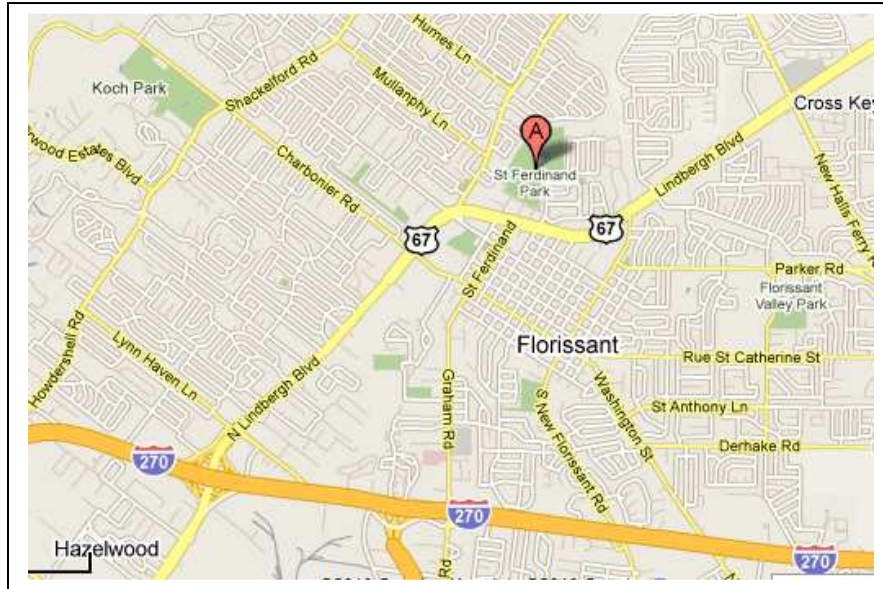 Humes Ln
Koch Park
Shackelford Rd
Mullanphy Ln
Cross Key
A
St Ferdinand
Park
Lindbergh Blvd
Estates Blvd
Charbonier Rd
New Halls Ferry R
67
67
St Ferdinand
Parker Rd
Florissant
Valley Park
Howdershell Rd
Lynn Haven Ln
Florissant
Rue St Catherine St
N Lindbergh Blvd
Graham Rd
S New Florissant Rd
Washington St
St Anthony Ln
Derhake Rd
270
270
270
Hazelwood
Rd